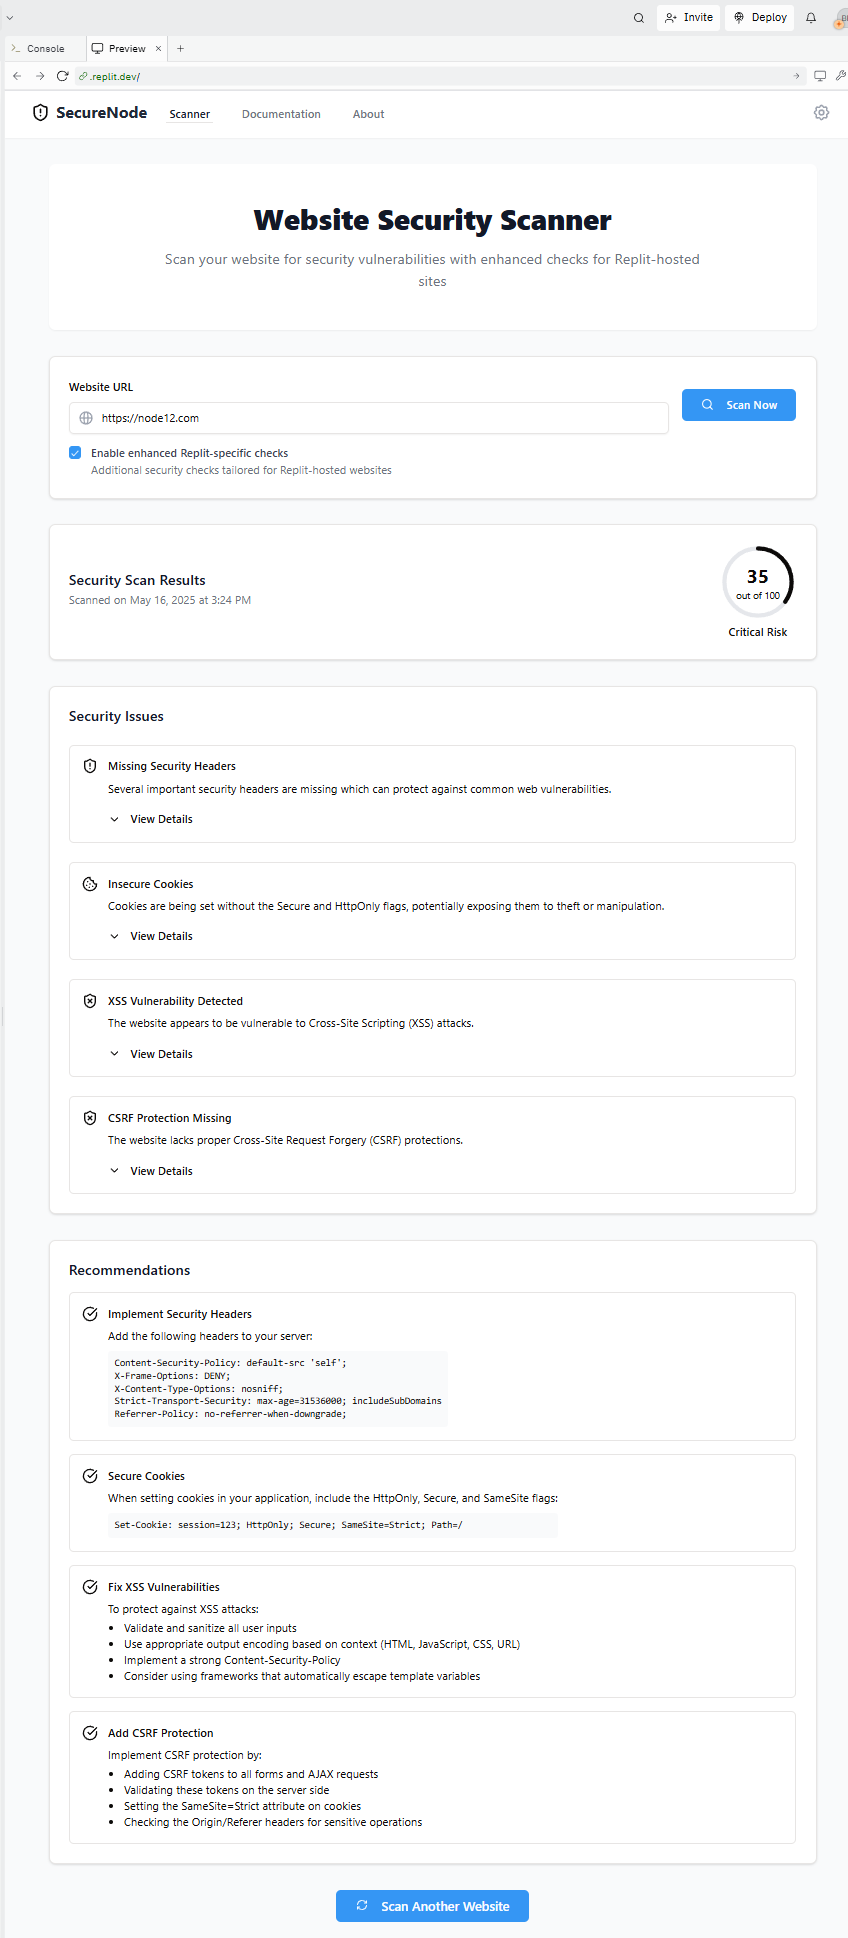 Invite
Deploy
Console
Preview
.replit.dev/
SecureNode
Scanner
Documentation
About
Website Security Scanner
Scan your website for security vulnerabilities with enhanced checks for Replit-hosted
sites
Website URL
https://node12.com
Scan Now
Enable enhanced Replit-specific checks
Additional security checks tailored for Replit-hosted websites
Security Scan Results
Scanned on May 16, 2025 at 3:24 PM
35
out of 100
Critical Risk
Security Issues
Missing Security Headers
Several important security headers are missing which can protect against common web vulnerabilities.
View Details
Insecure Cookies
Cookies are being set without the Secure and HttpOnly flags, potentially exposing them to theft or manipulation.
View Details
XSS Vulnerability Detected
The website appears to be vulnerable to Cross-Site Scripting (XSS) attacks.
View Details
CSRF Protection Missing
The website lacks proper Cross-Site Request Forgery (CSRF) protections.
View Details
Recommendations
Implement Security Headers
Add the following headers to your server:
Content-Security-Policy: default-src 'self';
X-Frame-Options: DENY;
X-Content-Type-Options: nosniff;
Strict-Transport-Security: max-age=31536000; includeSubDomains
Referrer-Policy: no-referrer-when-downgrade;
Secure Cookies
When setting cookies in your application, include the HttpOnly, Secure, and SameSite flags:
Set-Cookie: session=123; HttpOnly; Secure; SameSite=Strict; Path=/
Fix XSS Vulnerabilities
To protect against XSS attacks:
• Validate and sanitize all user inputs
• Use appropriate output encoding based on context (HTML, JavaScript, CSS, URL)
• Implement a strong Content-Security-Policy
• Consider using frameworks that automatically escape template variables
Add CSRF Protection
Implement CSRF protection by:
• Adding CSRF tokens to all forms and AJAX requests
• Validating these tokens on the server side
• Setting the SameSite=Strict attribute on cookies
• Checking the Origin/Referer headers for sensitive operations
Scan Another Website